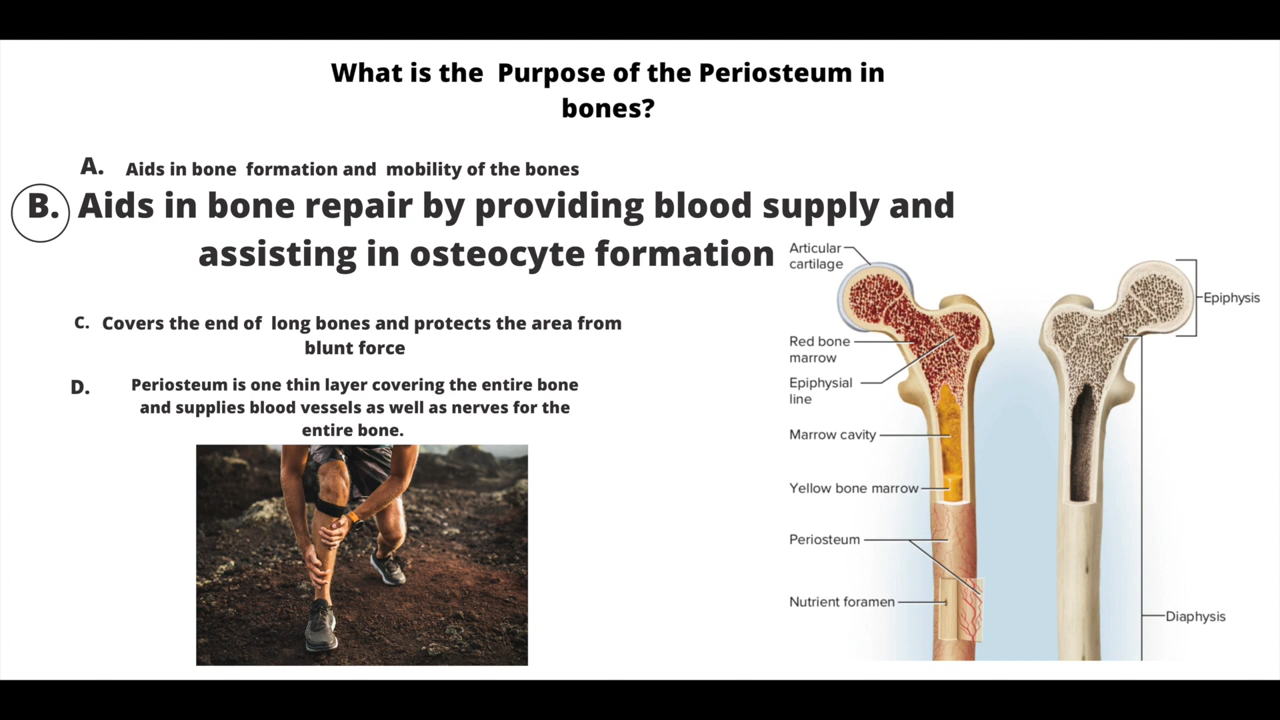 What is the  Purpose of the Periosteum in
bones?
A. Aids in bone  formation and  mobility of the bones
B. Aids in bone repair by providing blood supply and
assisting in osteocyte formation
C. Covers the end of  long bones and protects the area from
blunt force
D. Periosteum is one thin layer covering the entire bone
and supplies blood vessels as well as nerves for the
entire bone.
Articular
cartilage
Red bone
marrow
Epiphysial
line
Marrow cavity
Yellow bone marrow
Periosteum
Nutrient foramen
Epiphysis
Diaphysis